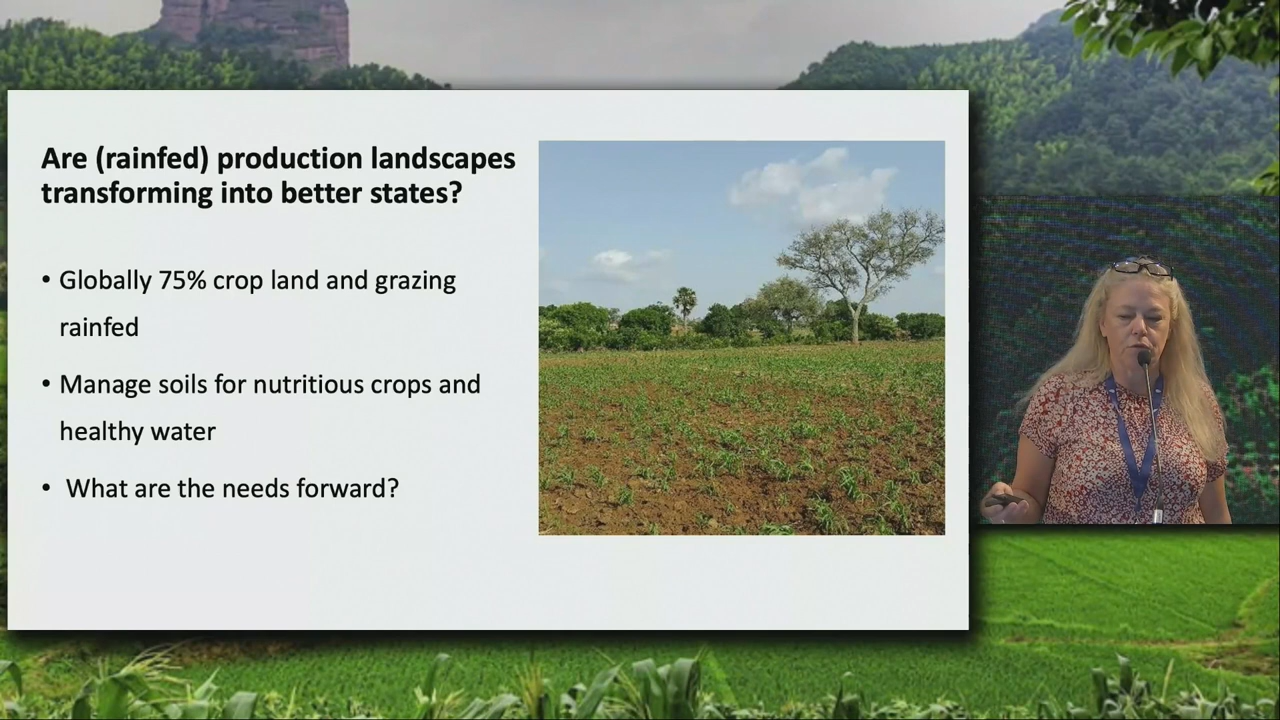 Are (rainfed) production landscapes
transforming into better states?
• Globally 75% crop land and grazing
rainfed
• Manage soils for nutritious crops and
healthy water
• What are the needs forward?